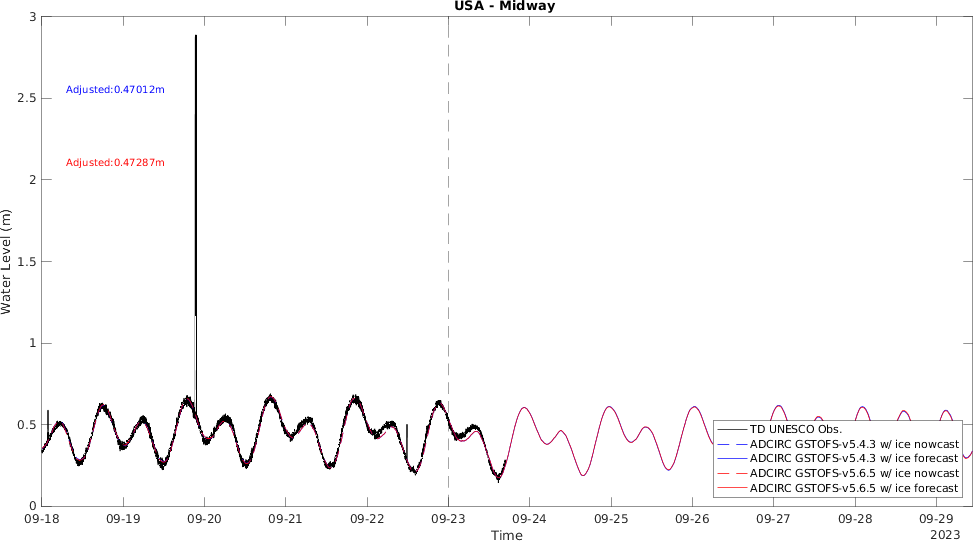 USA - Midway
3
2.5
2
1.5
1
0.5
0
Water Level (m)
Adjusted:0.47012m
Adjusted:0.47287m
TD UNESCO Obs.
ADCIRC GSTOFS-v5.4.3 w/ ice nowcast
ADCIRC GSTOFS-v5.4.3 w/ ice forecast
ADCIRC GSTOFS-v5.6.5 w/ ice nowcast
ADCIRC GSTOFS-v5.6.5 w/ ice forecast
09-18 09-19 09-20 09-21 09-22 09-23 09-24 09-25 09-26 09-27 09-28 09-29
Time
2023